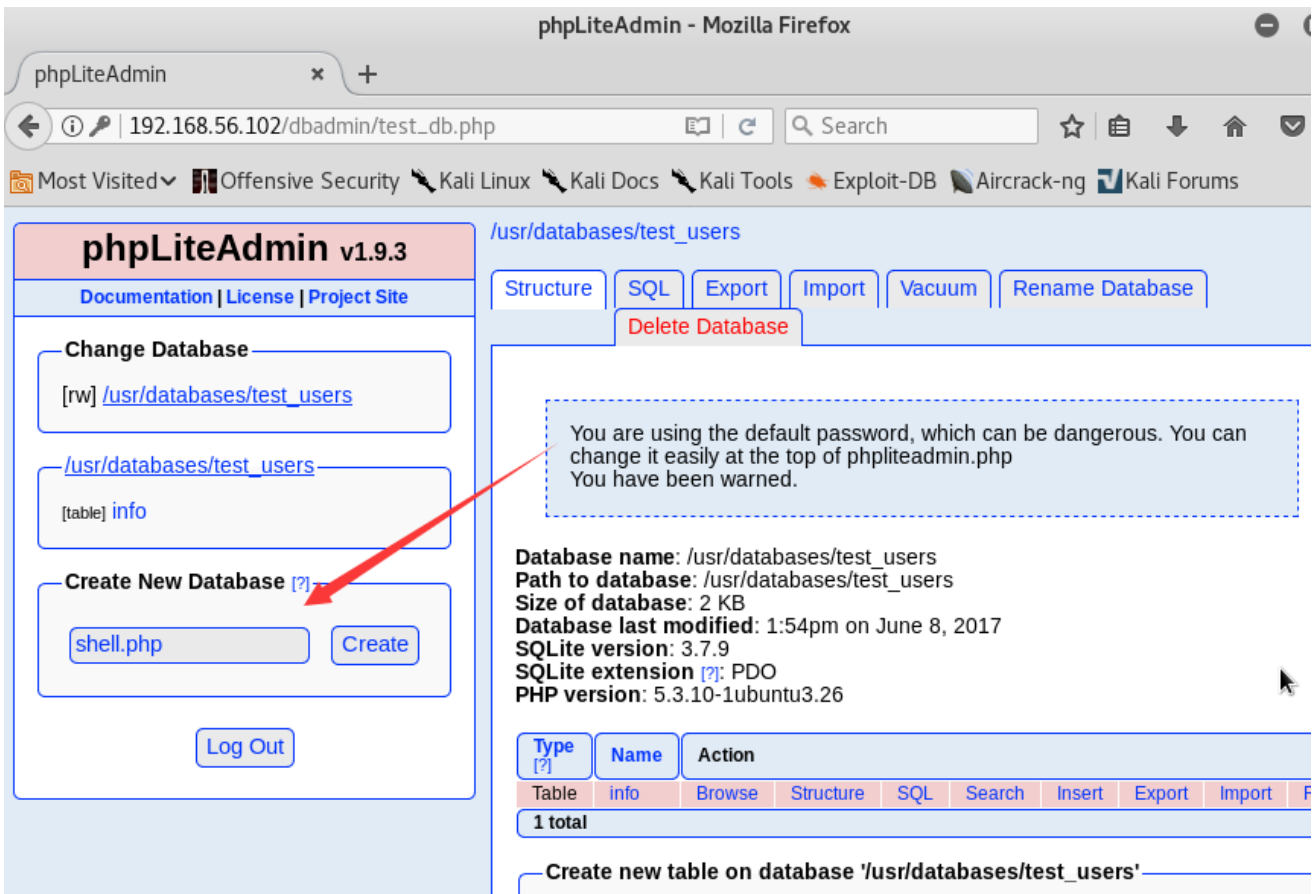 phpLiteAdmin - Mozilla Firefox
phpLiteAdmin × +
192.168.56.102/dbadmin/test_db.php Search
Most Visited Offensive Security Kali Linux Kali Docs Kali Tools Exploit-DB Aircrack-ng Kali Forums
phpLiteAdmin v1.9.3
Documentation | License | Project Site
Change Database
[rw] /usr/databases/test_users
/usr/databases/test_users
[table] info
Create New Database [?]
shell.php Create
Log Out
/usr/databases/test_users
Structure SQL Export Import Vacuum Rename Database
Delete Database
You are using the default password, which can be dangerous. You can
change it easily at the top of phpliteadmin.php
You have been warned.
Database name: /usr/databases/test_users
Path to database: /usr/databases/test_users
Size of database: 2 KB
Database last modified: 1:54pm on June 8, 2017
SQLite version: 3.7.9
SQLite extension [?]: PDO
PHP version: 5.3.10-1ubuntu3.26
Type [?] Name Action
Table info Browse Structure SQL Search Insert Export Import
1 total
Create new table on database '/usr/databases/test_users'